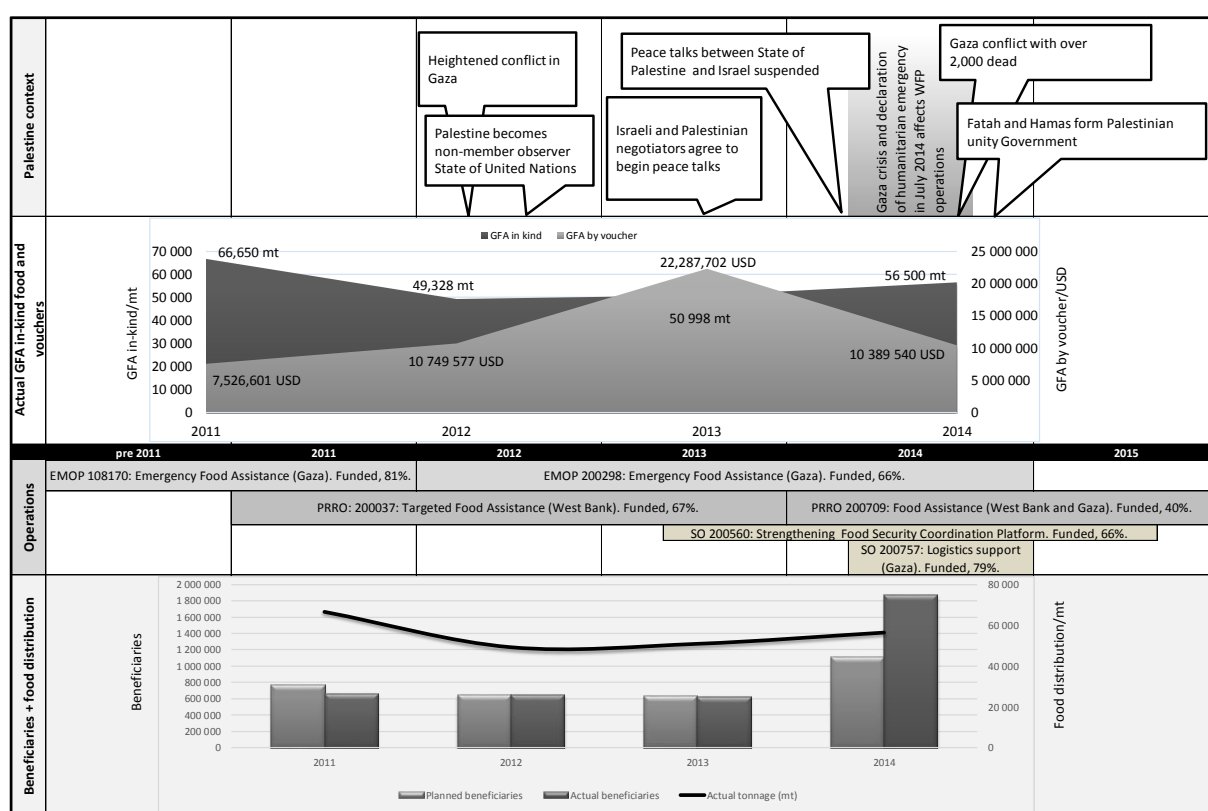 Palestine context
Heightened conflict in
Gaza
Palestine becomes
non-member observer
State of United Nations
Peace talks between State of
Palestine and Israel suspended
Israeli and Palestinian
negotiators agree to
begin peace talks
Gaza crisis and declaration
of humanitarian emergency
in July 2014 affects WFP
operations
Gaza conflict with over
2,000 dead
Fatah and Hamas form Palestinian
unity Government
Actual GFA in-kind food and
vouchers
GFA in kind
GFA by voucher
GFA in-kind/mt
70 000
60 000
50 000
40 000
30 000
20 000
10 000
0
66,650 mt
49,328 mt
22,287,702 USD
56 500 mt
50 998 mt
7,526,601 USD
10 749 577 USD
10 389 540 USD
25 000 000
20 000 000
15 000 000
10 000 000
5 000 000
0
GFA by voucher/USD
2011
2012
2013
2014
pre 2011
2011
2012
2013
2014
2015
Operations
EMOP 108170: Emergency Food Assistance (Gaza). Funded, 81%.
EMOP 200298: Emergency Food Assistance (Gaza). Funded, 66%.
PRRO: 200037: Targeted Food Assistance (West Bank). Funded, 67%.
PRRO 200709: Food Assistance (West Bank and Gaza). Funded, 40%.
SO 200560: Strengthening Food Security Coordination Platform. Funded, 66%.
SO 200757: Logistics support
(Gaza). Funded, 79%.
Beneficiaries + food distribution
Beneficiaries
2 000 000
1 800 000
1 600 000
1 400 000
1 200 000
1 000 000
800 000
600 000
400 000
200 000
0
80 000
60 000
40 000
20 000
0
Food distribution/mt
2011
2012
2013
2014
Planned beneficiaries
Actual beneficiaries
Actual tonnage (mt)